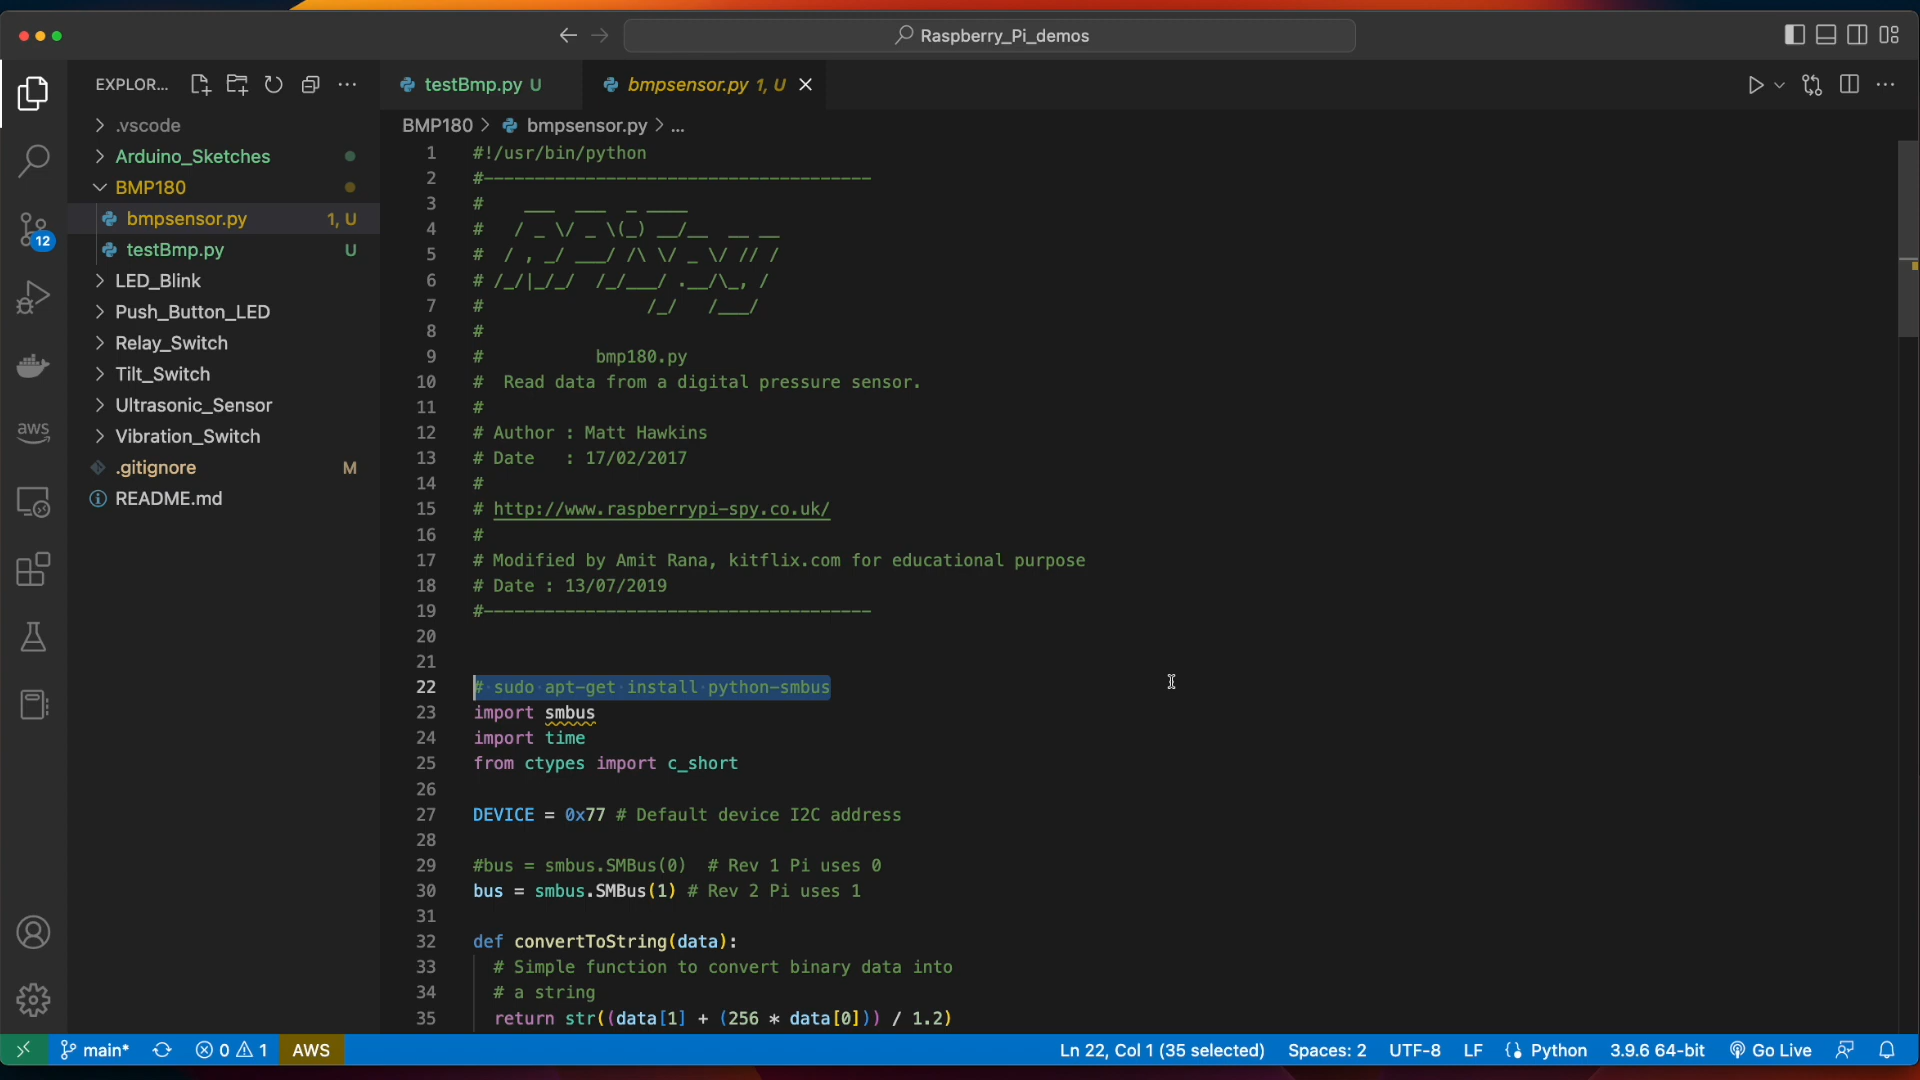 Raspberry_Pi_demos
EXPLOR...
testBmp.py U
bmpsensor.py 1, U
.vscode
Arduino_Sketches
BMP180
bmpsensor.py 1, U
testBmp.py U
LED_Blink
Push_Button_LED
Relay_Switch
Tilt_Switch
Ultrasonic_Sensor
Vibration_Switch
.gitignore M
README.md
12
aws
BMP180 > bmpsensor.py > ...
1 #!/usr/bin/python
2 #--------------------------------------
3 #    ___   ___  _ ____
4 #   / _ \/ _ \(_) __/__  __ __
5 #  / , _/ ___/ /\ \/ _ \/ // /
6 # /_/|_/_/  /_/___/ .__/\_, /
7 #                /_/   /___/
8 #
9 #           bmp180.py
10 #  Read data from a digital pressure sensor.
11 #
12 # Author : Matt Hawkins
13 # Date   : 17/02/2017
14 #
15 # http://www.raspberrypi-spy.co.uk/
16 #
17 # Modified by Amit Rana, kitflix.com for educational purpose
18 # Date : 13/07/2019
19 #--------------------------------------
20
21
22 # sudo apt-get install python-smbus
23 import smbus
24 import time
25 from ctypes import c_short
26
27 DEVICE = 0x77 # Default device I2C address
28
29 #bus = smbus.SMBus(0)  # Rev 1 Pi uses 0
30 bus = smbus.SMBus(1) # Rev 2 Pi uses 1
31
32 def convertToString(data):
33   # Simple function to convert binary data into
34   # a string
35   return str((data[1] + (256 * data[0])) / 1.2)
main* 0 1 AWS Ln 22, Col 1 (35 selected) Spaces: 2 UTF-8 LF Python 3.9.6 64-bit Go Live